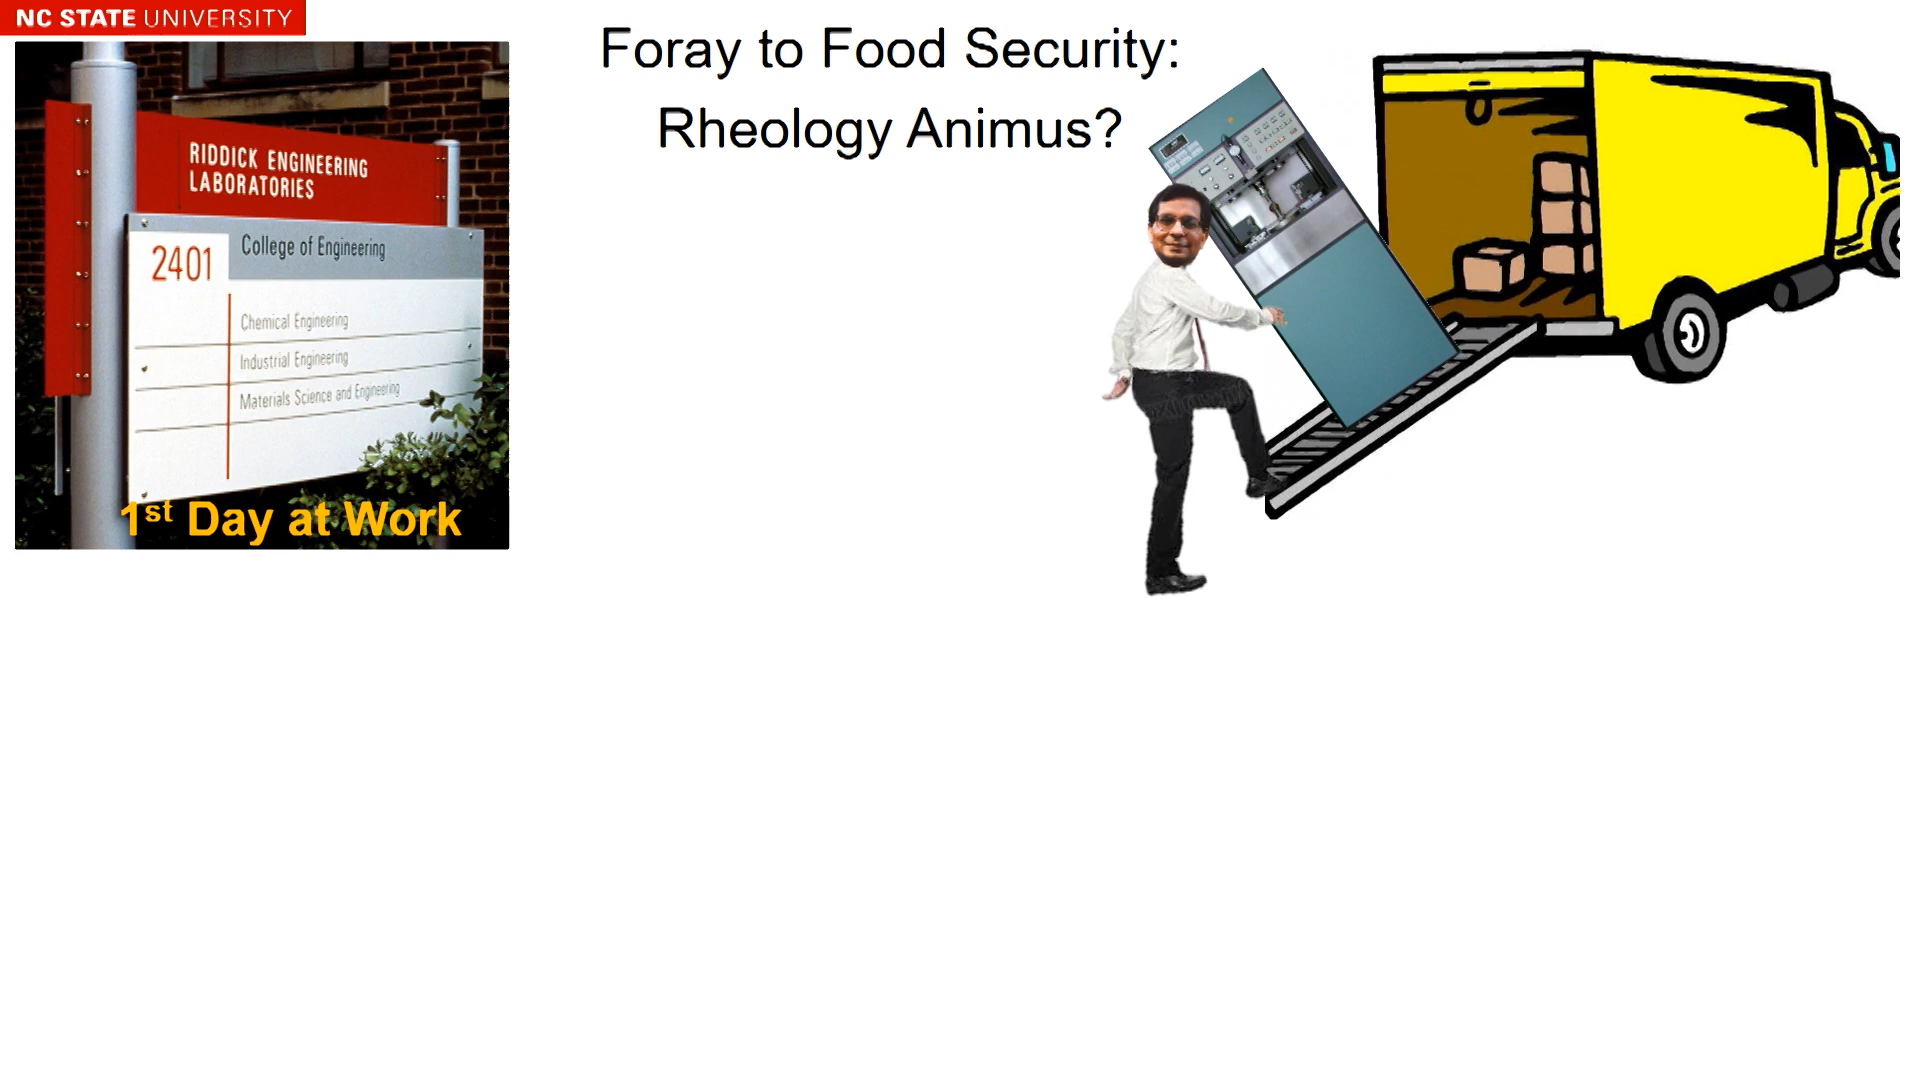 NC STATE UNIVERSITY
Foray to Food Security:
Rheology Animus?
RIDDICK ENGINEERING
LABORATORIES
2401
College of Engineering
Chemical Engineering
Industrial Engineering
Materials Science and Engineering
1st Day at Work